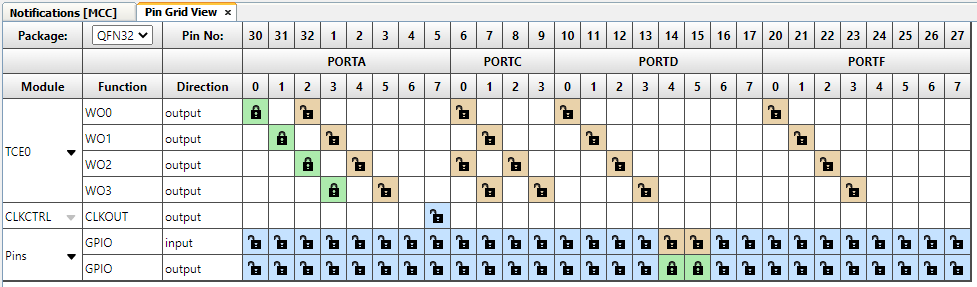 Notifications [MCC] Pin Grid View ×
Package: QFN32 Pin No: 30 31 32 1 2 3 4 5 6 7 8 9 10 11 12 13 14 15 16 17 20 21 22 23 24 25 26 27
PORTA PORTC PORTD PORTF
Module Function Direction 0 1 2 3 4 5 6 7 0 1 2 3 0 1 2 3 4 5 6 7 0 1 2 3 4 5 6 7
WO0 output
WO1 output
TCE0
WO2 output
WO3 output
CLKCTRL CLKOUT output
GPIO input
Pins
GPIO output